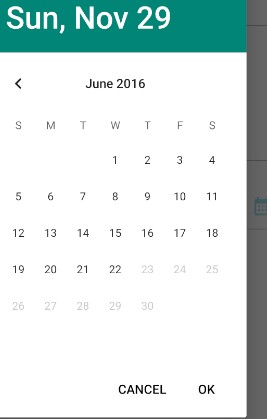 Sun, Nov 29
June 2016
S M T W T F S
1 2 3 4
5 6 7 8 9 10 11
12 13 14 15 16 17 18
19 20 21 22 23 24 25
26 27 28 29 30
CANCEL OK